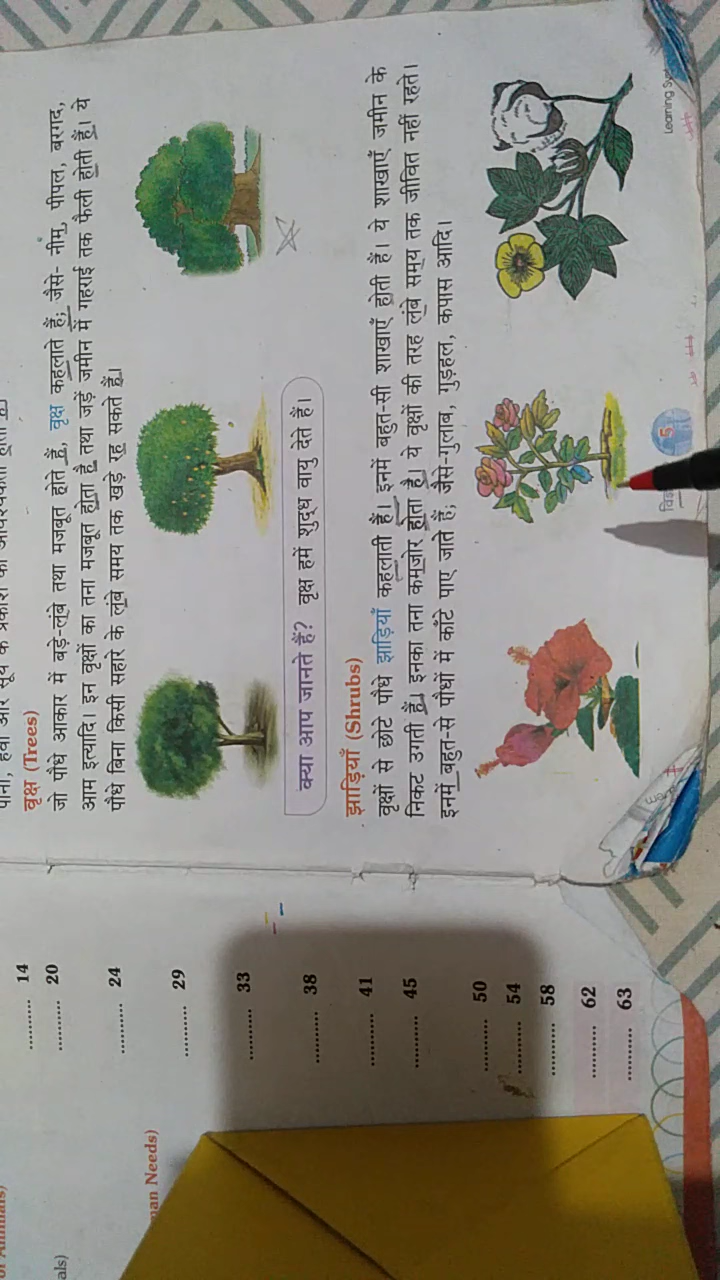 वृक्ष (Trees)
जो पौधे आकार में बड़े-लंबे तथा मजबूत होते हैं, वृक्ष कहलाते हैं; जैसे- नीम, पीपल, बरगद,
आम इत्यादि। इन वृक्षों का तना मजबूत होता है तथा जड़ें जमीन में गहराई तक फैली होती हैं। ये
पौधे बिना किसी सहारे के लंबे समय तक खड़े रह सकते हैं।
क्या आप जानते हैं? वृक्ष हमें शुद्ध वायु देते हैं।
झाड़ियाँ (Shrubs)
वृक्षों से छोटे पौधे झाड़ियाँ कहलाती हैं। इनमें बहुत-सी शाखाएँ होती हैं। ये शाखाएँ जमीन के
निकट उगती हैं। इनका तना कमजोर होता है। ये वृक्षों की तरह लंबे समय तक जीवित नहीं रहते।
इनमें बहुत-से पौधों में काँटे पाए जाते हैं; जैसे-गुलाब, गुड़हल, कपास आदि।
5
Learning
.......... 14
.......... 20
.......... 24
.......... 29
.......... 33
.......... 38
.......... 41
.......... 45
.......... 50
.......... 54
.......... 58
.......... 62
.......... 63
Needs)